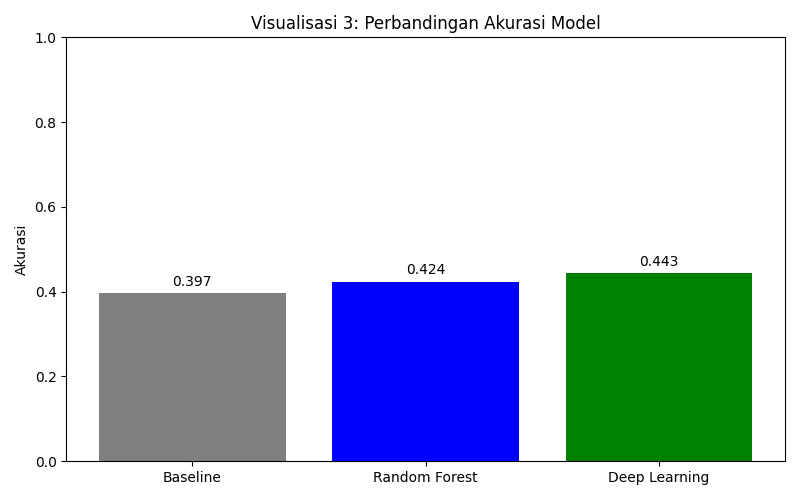 Visualisasi 3: Perbandingan Akurasi Model
1.0
0.8
0.6
0.4
0.2
0.0
Akurasi
0.397
0.424
0.443
Baseline
Random Forest
Deep Learning